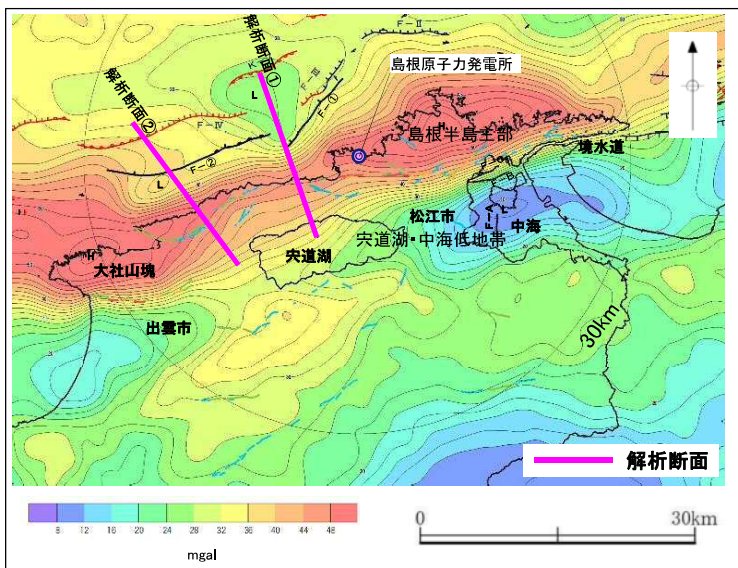 解析断面①
解析断面②
F-Ⅱ
F-Ⅲ
K
L
F-①
F-Ⅳ
F-②
L
島根原子力発電所
島根半島主部
境水道
松江市
宍道湖・中海低地帯
中海
宍道湖
大社山塊
H
出雲市
30km
解析断面
8 12 16 20 24 28 32 36 40 44 48
mgal
0 30km